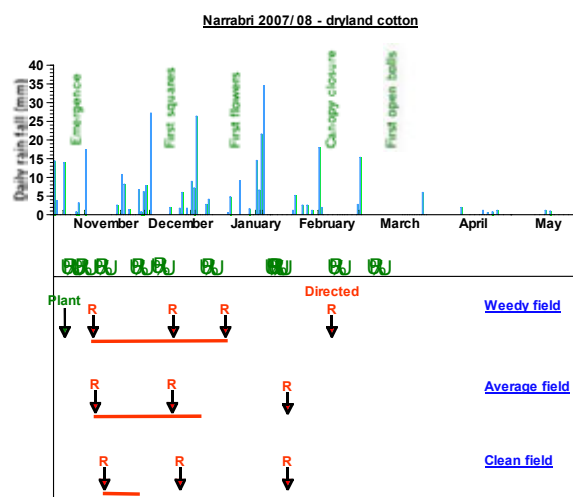 Narrabri 2007/08 - dryland cotton
Daily rain fall (mm)
40
35
30
25
20
15
10
5
0
Emergence
First squares
First flowers
Canopy closure
First open bolls
November December January February March April May
Plant
Directed
R R R R
Weedy field
R R R
Average field
R R R
Clean field